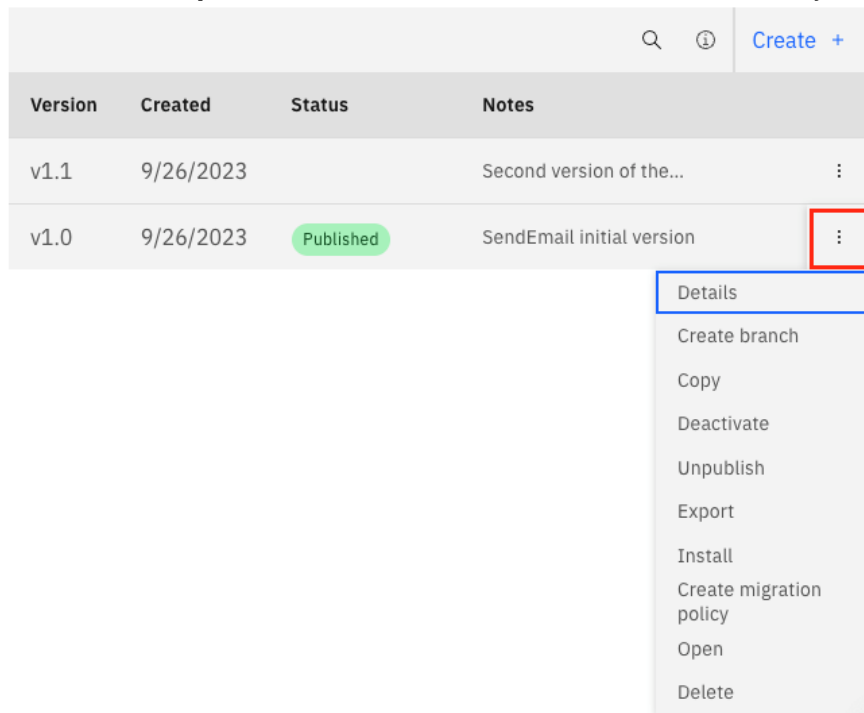 Create +
Version Created Status Notes
v1.1 9/26/2023 Second version of the...
v1.0 9/26/2023 Published SendEmail initial version
Details
Create branch
Copy
Deactivate
Unpublish
Export
Install
Create migration
policy
Open
Delete